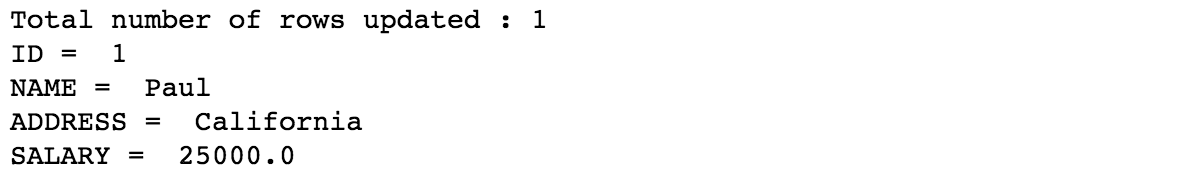 Total number of rows updated : 1
ID =  1
NAME =  Paul
ADDRESS =  California
SALARY =  25000.0